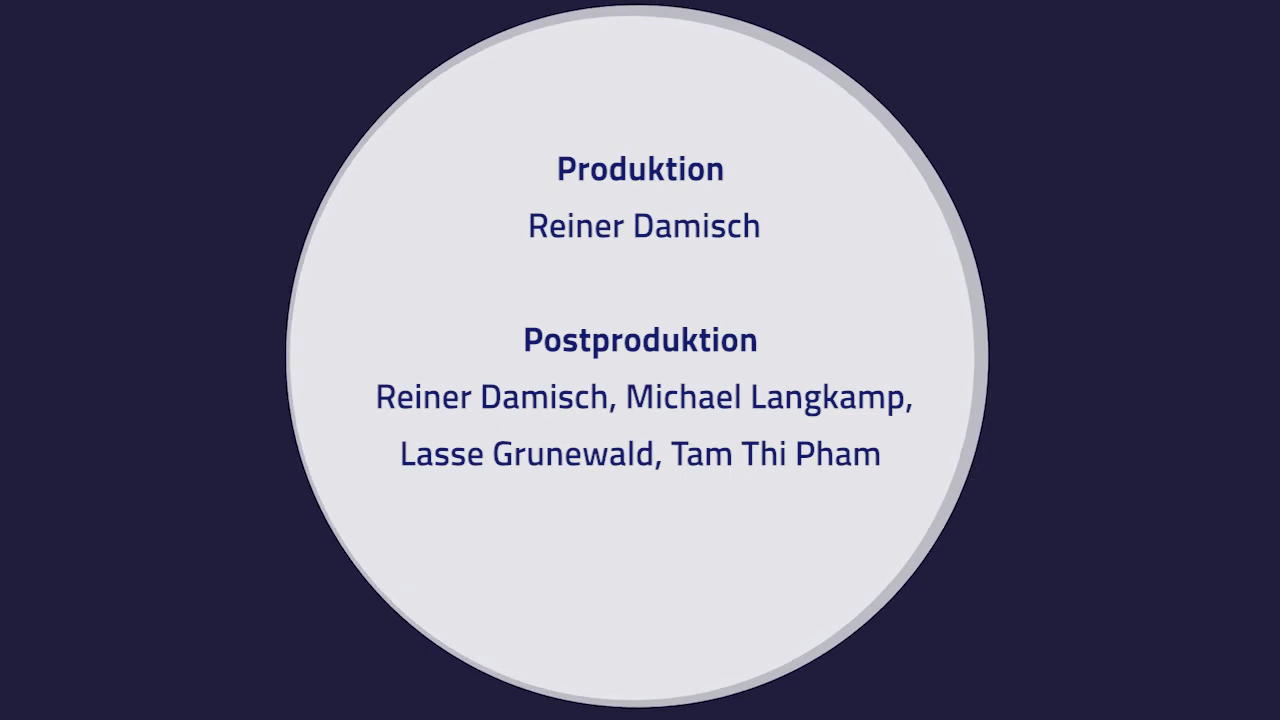 Produktion
Reiner Damisch
Postproduktion
Reiner Damisch, Michael Langkamp,
Lasse Grunewald, Tam Thi Pham